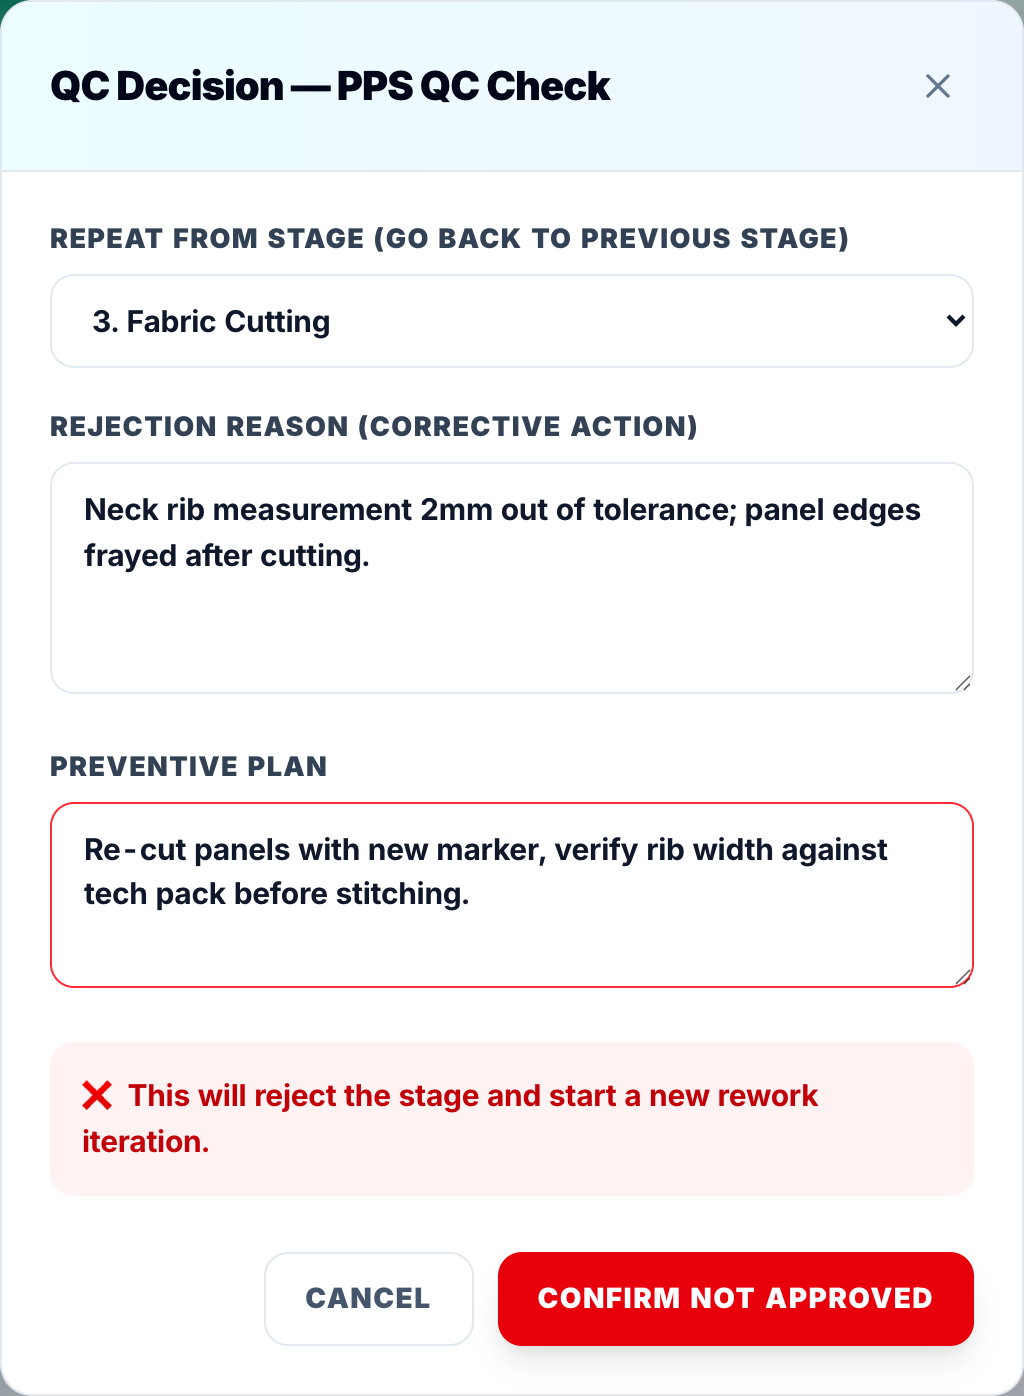 QC Decision — PPS QC Check
REPEAT FROM STAGE (GO BACK TO PREVIOUS STAGE)
3. Fabric Cutting
REJECTION REASON (CORRECTIVE ACTION)
Neck rib measurement 2mm out of tolerance; panel edges
frayed after cutting.
PREVENTIVE PLAN
Re-cut panels with new marker, verify rib width against
tech pack before stitching.
❌ This will reject the stage and start a new rework
iteration.
CANCEL
CONFIRM NOT APPROVED